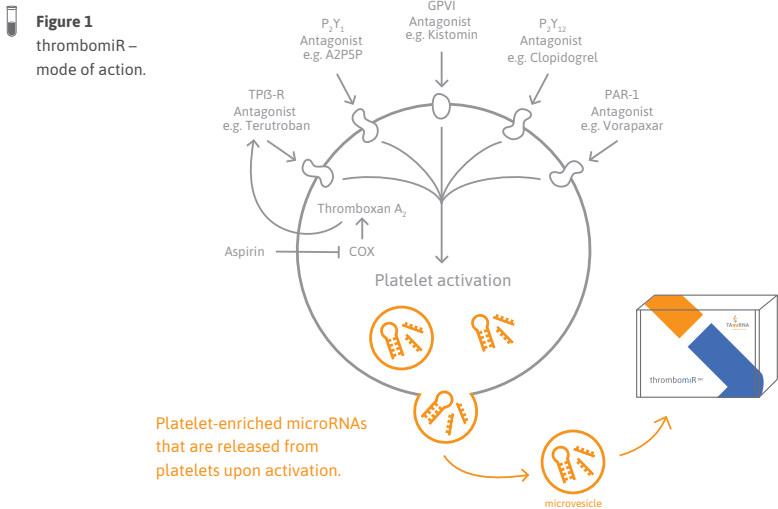 Figure 1
thrombomiR –
mode of action.
GPVI
Antagonist
e.g. Kistomin
P₂Y₁
Antagonist
e.g. A2P5P
P₂Y₁₂
Antagonist
e.g. Clopidogrel
TPß-R
Antagonist
e.g. Terutroban
PAR-1
Antagonist
e.g. Vorapaxar
Thromboxan A₂
Aspirin
COX
Platelet activation
TAmiRNA
thrombomiR™
Platelet-enriched microRNAs
that are released from
platelets upon activation.
microvesicle